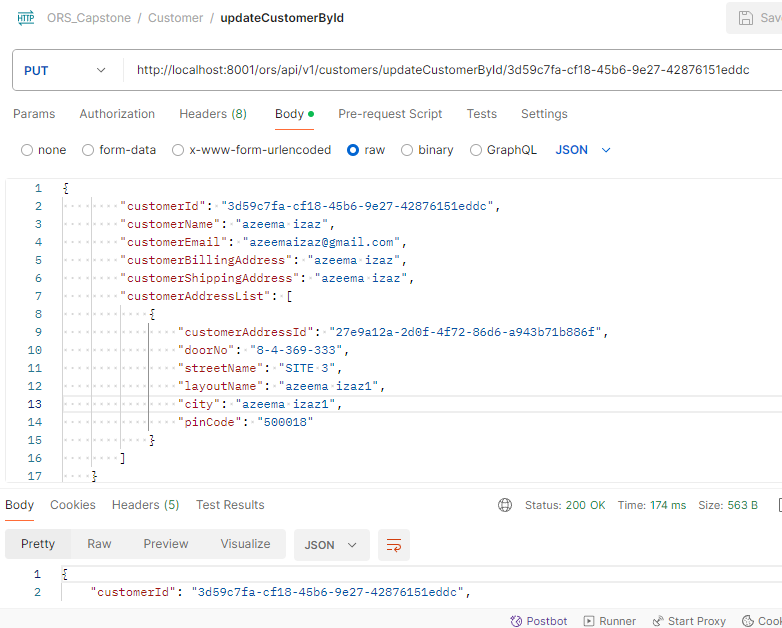 HTTP ORS_Capstone / Customer / updateCustomerById Sav
PUT http://localhost:8001/ors/api/v1/customers/updateCustomerById/3d59c7fa-cf18-45b6-9e27-42876151eddc
Params Authorization Headers (8) Body Pre-request Script Tests Settings
none form-data x-www-form-urlencoded raw binary GraphQL JSON
1 {
2 "customerId": "3d59c7fa-cf18-45b6-9e27-42876151eddc",
3 "customerName": "azeema izaz",
4 "customerEmail": "azeemaizaz@gmail.com",
5 "customerBillingAddress": "azeema izaz",
6 "customerShippingAddress": "azeema izaz",
7 "customerAddressList": [
8 {
9 "customerAddressId": "27e9a12a-2d0f-4f72-86d6-a943b71b886f",
10 "doorNo": "8-4-369-333",
11 "streetName": "SITE 3",
12 "layoutName": "azeema izaz1",
13 "city": "azeema izaz1",
14 "pinCode": "500018"
15 }
16 ]
17 }
Body Cookies Headers (5) Test Results Status: 200 OK Time: 174 ms Size: 563 B
Pretty Raw Preview Visualize JSON
1 {
2 "customerId": "3d59c7fa-cf18-45b6-9e27-42876151eddc",
Postbot Runner Start Proxy Cook